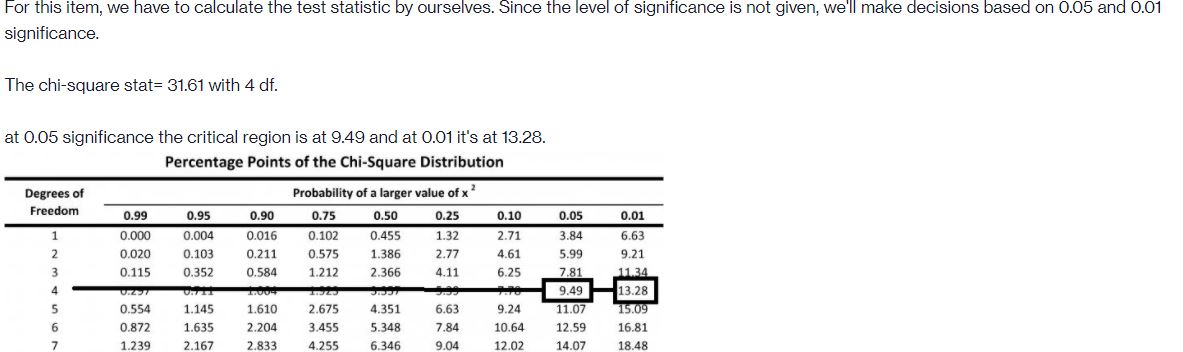 For this item, we have to calculate the test statistic by ourselves. Since the level of significance is not given, we'll make decisions based on 0.05 and 0.01
significance.
The chi-square stat= 31.61 with 4 df.
at 0.05 significance the critical region is at 9.49 and at 0.01 it's at 13.28.
Percentage Points of the Chi-Square Distribution
Degrees of Freedom Probability of a larger value of x ²
0.99 0.95 0.90 0.75 0.50 0.25 0.10 0.05 0.01
1 0.000 0.004 0.016 0.102 0.455 1.32 2.71 3.84 6.63
2 0.020 0.103 0.211 0.575 1.386 2.77 4.61 5.99 9.21
3 0.115 0.352 0.584 1.212 2.366 4.11 6.25 7.81 11.34
4 9.49 13.28
5 0.554 1.145 1.610 2.675 4.351 6.63 9.24 11.07 15.09
6 0.872 1.635 2.204 3.455 5.348 7.84 10.64 12.59 16.81
7 1.239 2.167 2.833 4.255 6.346 9.04 12.02 14.07 18.48